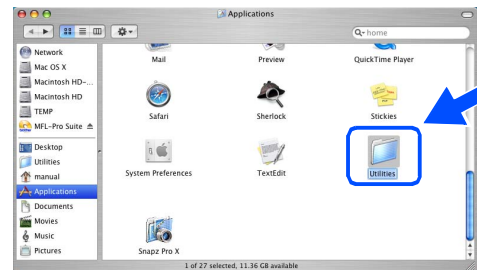 Applications
home
Network
Mac OS X
Macintosh HD-...
Macintosh HD
TEMP
MFL-Pro Suite
Desktop
Utilities
manual
Applications
Documents
Movies
Music
Pictures
Mail Preview QuickTime Player
Safari Sherlock Stickies
System Preferences TextEdit Utilities
Snapz Pro X
1 of 27 selected, 11.36 GB available